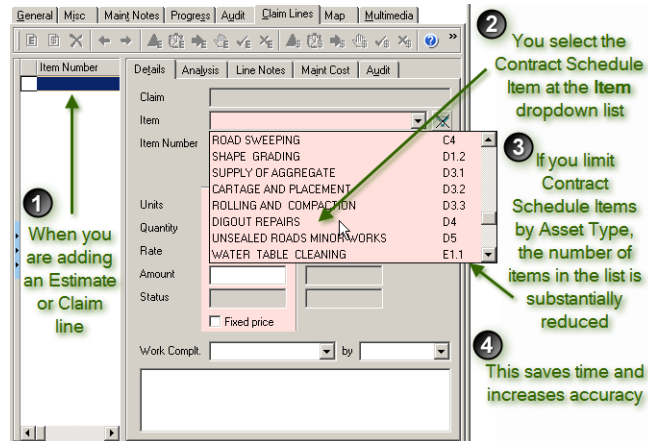 General Misc Maint Notes Progress Audit Claim Lines Map Multimedia
Item Number
Details Analysis Line Notes Maint Cost Audit
Claim
Item
Item Number
ROAD SWEEPING C4
SHAPE GRADING D1.2
SUPPLY OF AGGREGATE D3.1
CARTAGE AND PLACEMENT D3.2
ROLLING AND COMPACTION D3.3
DIGOUT REPAIRS D4
UNSEALED ROADS MINOR WORKS D5
WATER TABLE CLEANING E1.1
Units
Quantity
Rate
Amount
Status
Fixed price
Work Complt. by
1
When you
are adding
an Estimate
or Claim
line
2
You select the
Contract Schedule
Item at the Item
dropdown list
3
If you limit
Contract
Schedule Items
by Asset Type,
the number of
items in the list is
substantially
reduced
4
This saves time and
increases accuracy